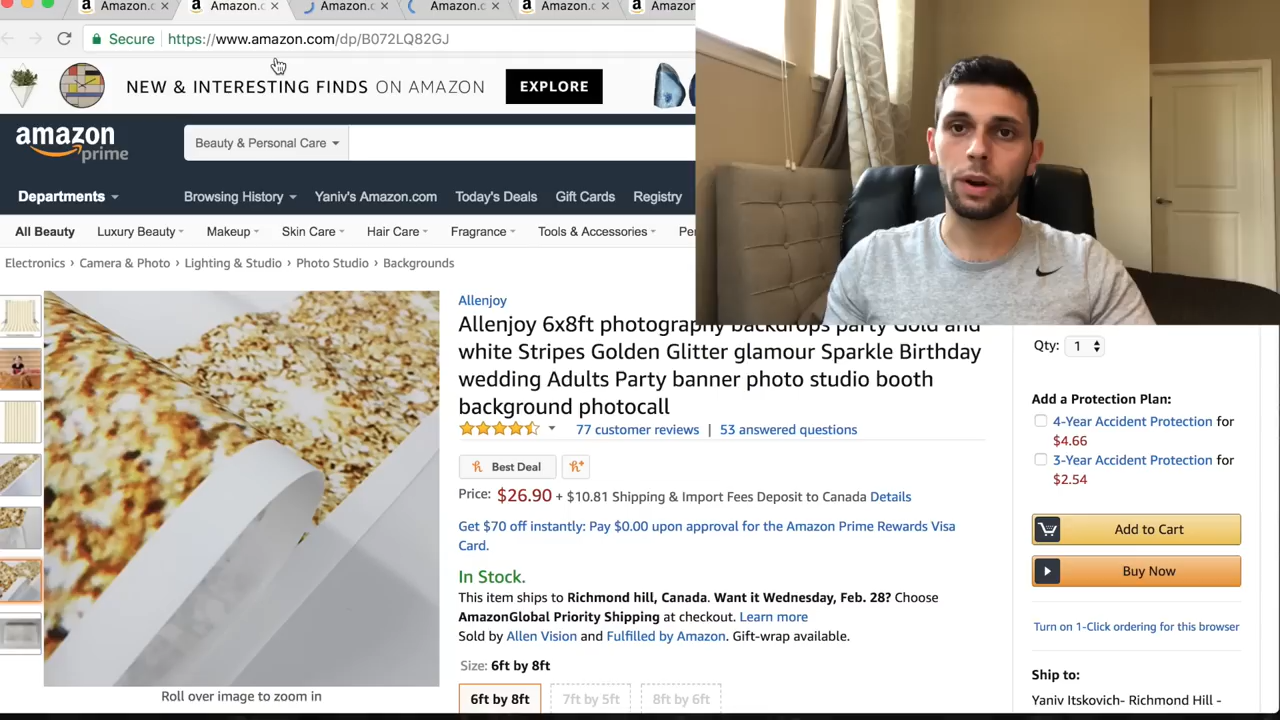 Amazon.c
Amazon.c
Amazon.c
Amazon.c
Amazon.c
Amazo
Secure
https://www.amazon.com/dp/B072LQ82GJ
NEW & INTERESTING FINDS ON AMAZON
EXPLORE
amazon
prime
Beauty & Personal Care
Departments
Browsing History
Yaniv's Amazon.com
Today's Deals
Gift Cards
Registry
All Beauty
Luxury Beauty
Makeup
Skin Care
Hair Care
Fragrance
Tools & Accessories
Electronics › Camera & Photo › Lighting & Studio › Photo Studio › Backgrounds
Allenjoy
Allenjoy 6x8ft photography backdrops party Gold and
white Stripes Golden Glitter glamour Sparkle Birthday
wedding Adults Party banner photo studio booth
background photocall
77 customer reviews | 53 answered questions
Best Deal
Price: $26.90 + $10.81 Shipping & Import Fees Deposit to Canada Details
Get $70 off instantly: Pay $0.00 upon approval for the Amazon Prime Rewards Visa
Card.
In Stock.
This item ships to Richmond hill, Canada. Want it Wednesday, Feb. 28? Choose
AmazonGlobal Priority Shipping at checkout. Learn more
Sold by Allen Vision and Fulfilled by Amazon. Gift-wrap available.
Size: 6ft by 8ft
6ft by 8ft
7ft by 5ft
8ft by 6ft
Roll over image to zoom in
Qty: 1
Add a Protection Plan:
4-Year Accident Protection for
$4.66
3-Year Accident Protection for
$2.54
Add to Cart
Buy Now
Turn on 1-Click ordering for this browser
Ship to:
Yaniv Itskovich- Richmond Hill -